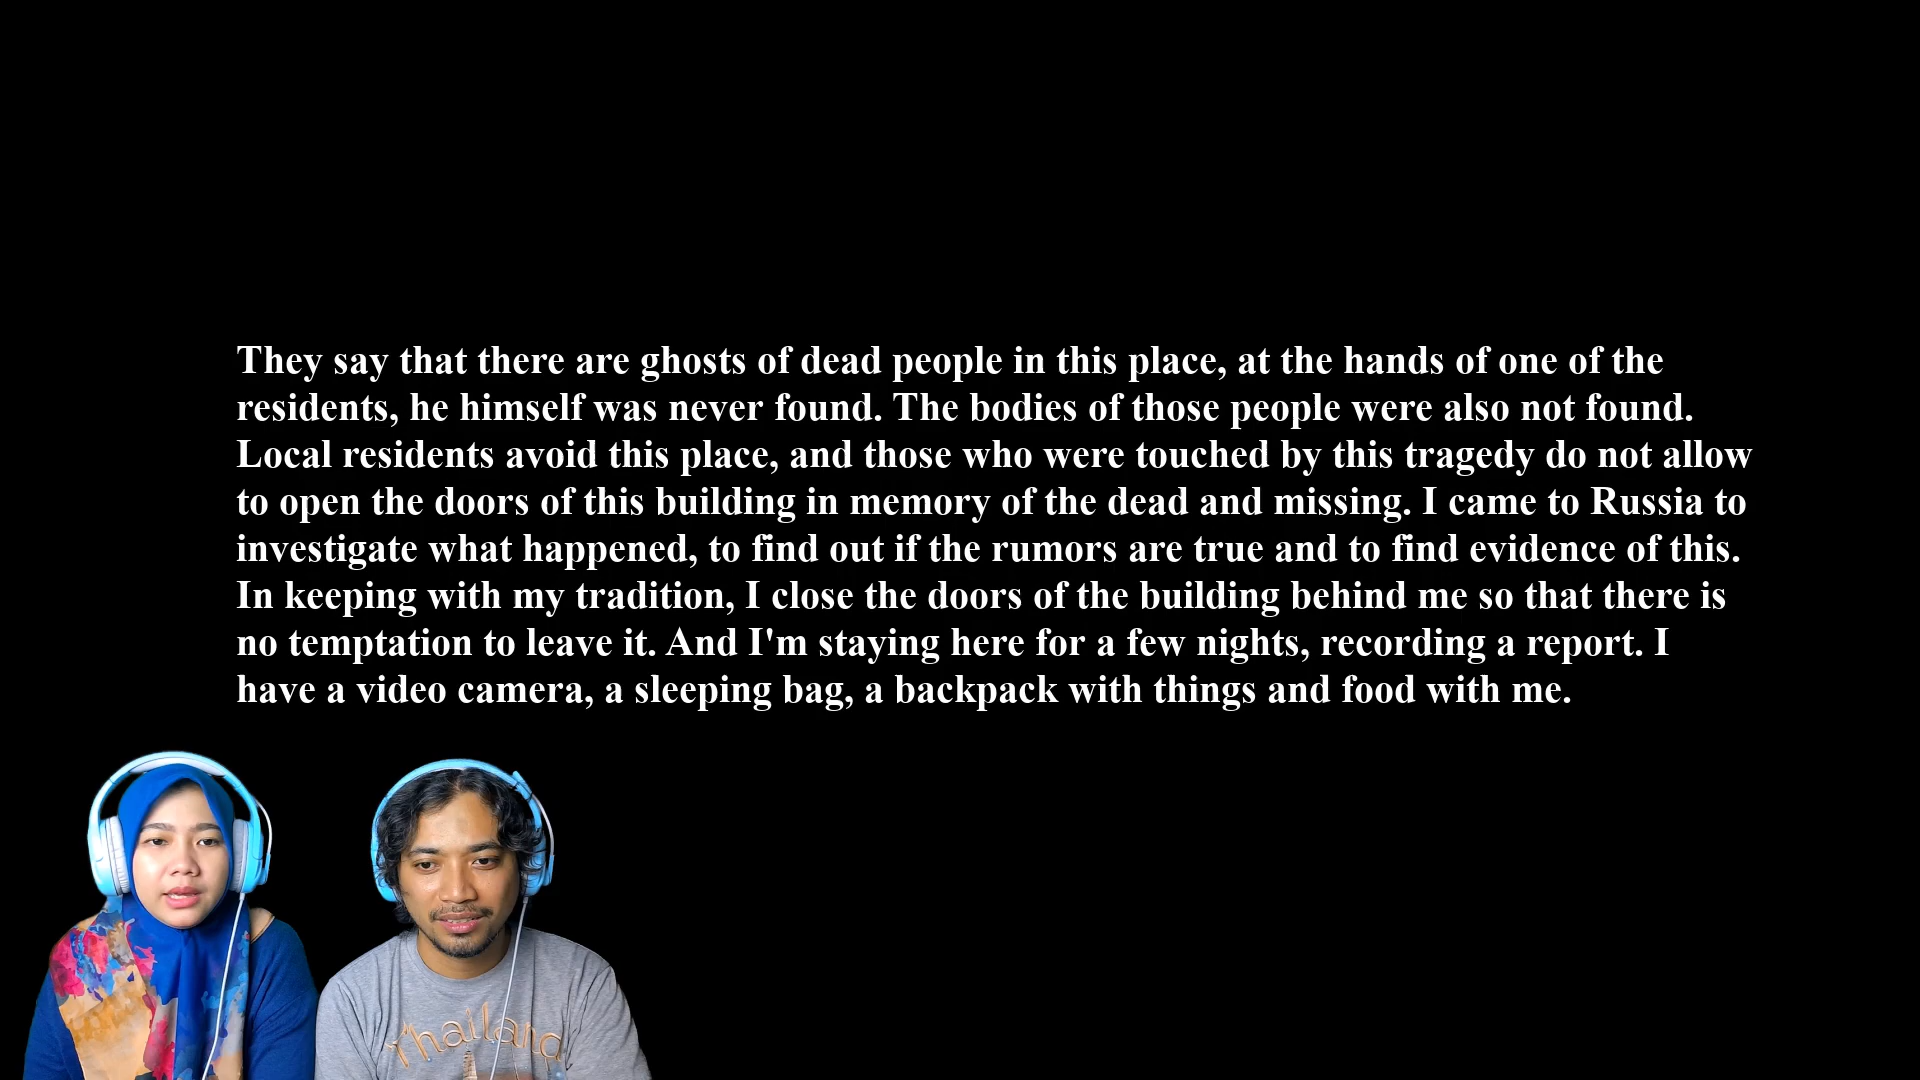 They say that there are ghosts of dead people in this place, at the hands of one of the
residents, he himself was never found. The bodies of those people were also not found.
Local residents avoid this place, and those who were touched by this tragedy do not allow
to open the doors of this building in memory of the dead and missing. I came to Russia to
investigate what happened, to find out if the rumors are true and to find evidence of this.
In keeping with my tradition, I close the doors of the building behind me so that there is
no temptation to leave it. And I'm staying here for a few nights, recording a report. I
have a video camera, a sleeping bag, a backpack with things and food with me.
Thailand